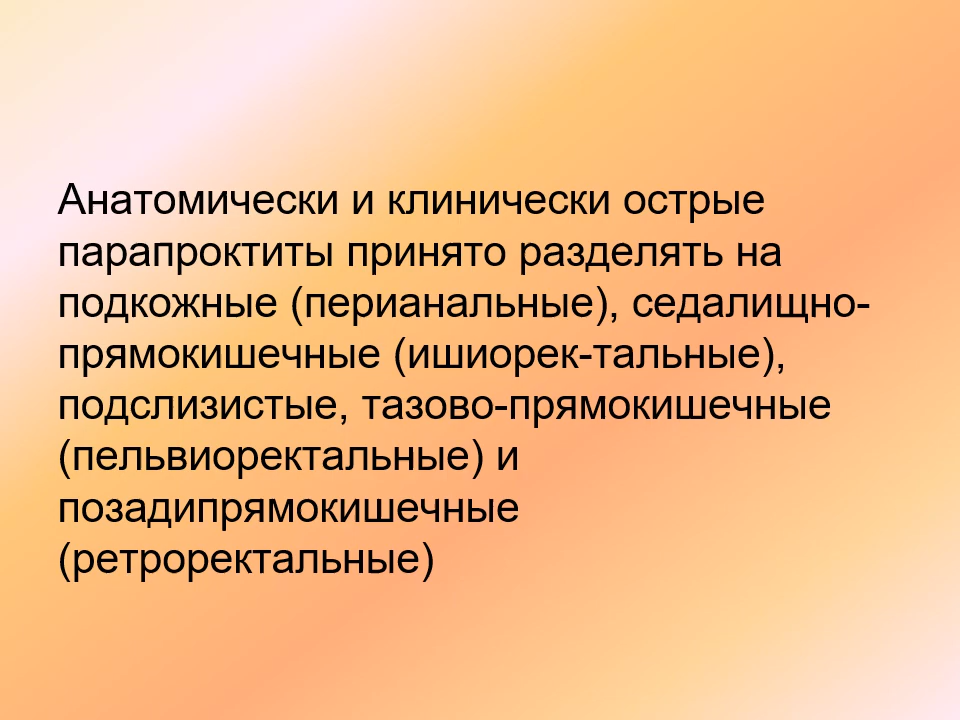 Анатомически и клинически острые
парапроктиты принято разделять на
подкожные (перианальные), седалищно-
прямокишечные (ишиорек-тальные),
подслизистые, тазово-прямокишечные
(пельвиоректальные) и
позадипрямокишечные
(ретроректальные)